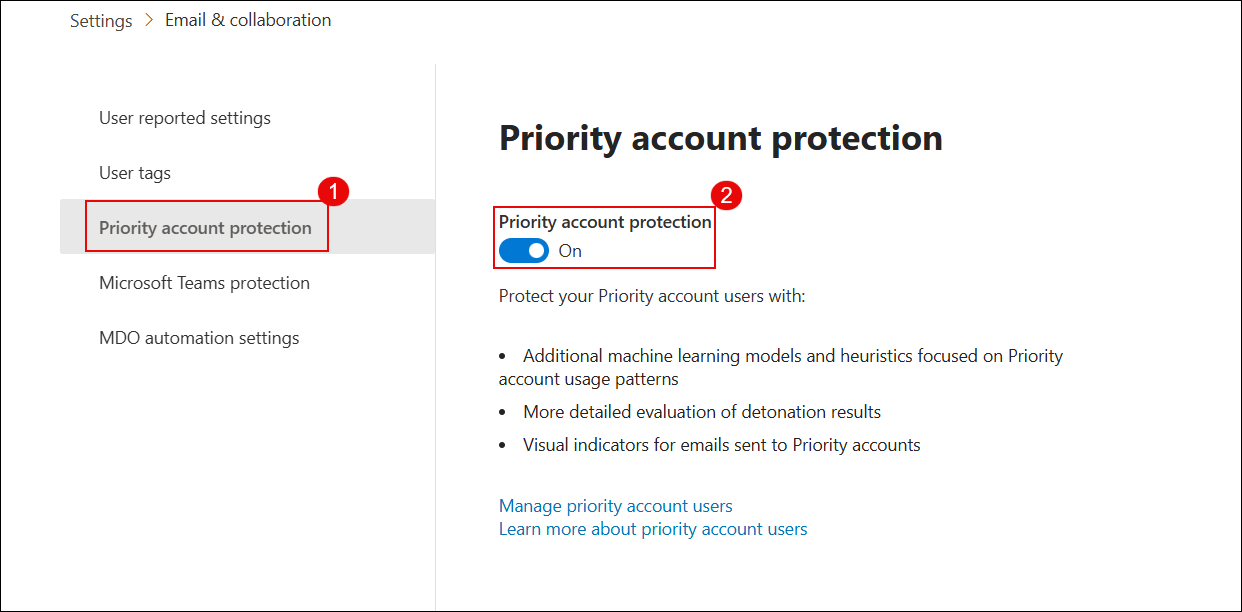 Settings > Email & collaboration
User reported settings
User tags
1
Priority account protection
Microsoft Teams protection
MDO automation settings
Priority account protection
2
Priority account protection
On
Protect your Priority account users with:
• Additional machine learning models and heuristics focused on Priority
account usage patterns
• More detailed evaluation of detonation results
• Visual indicators for emails sent to Priority accounts
Manage priority account users
Learn more about priority account users